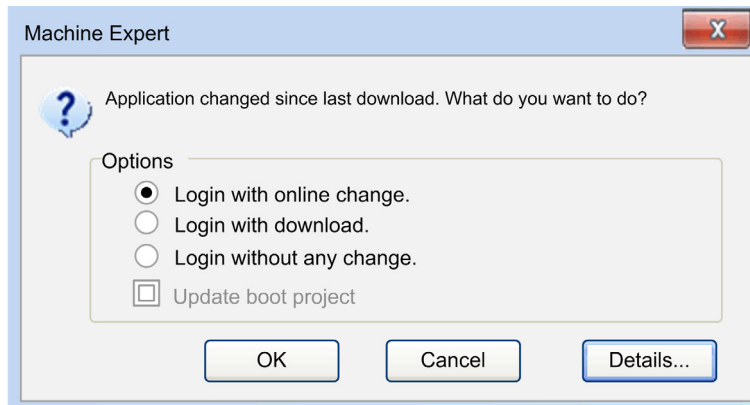 Machine Expert
X
Application changed since last download. What do you want to do?
Options
Login with online change.
Login with download.
Login without any change.
Update boot project
OK
Cancel
Details...